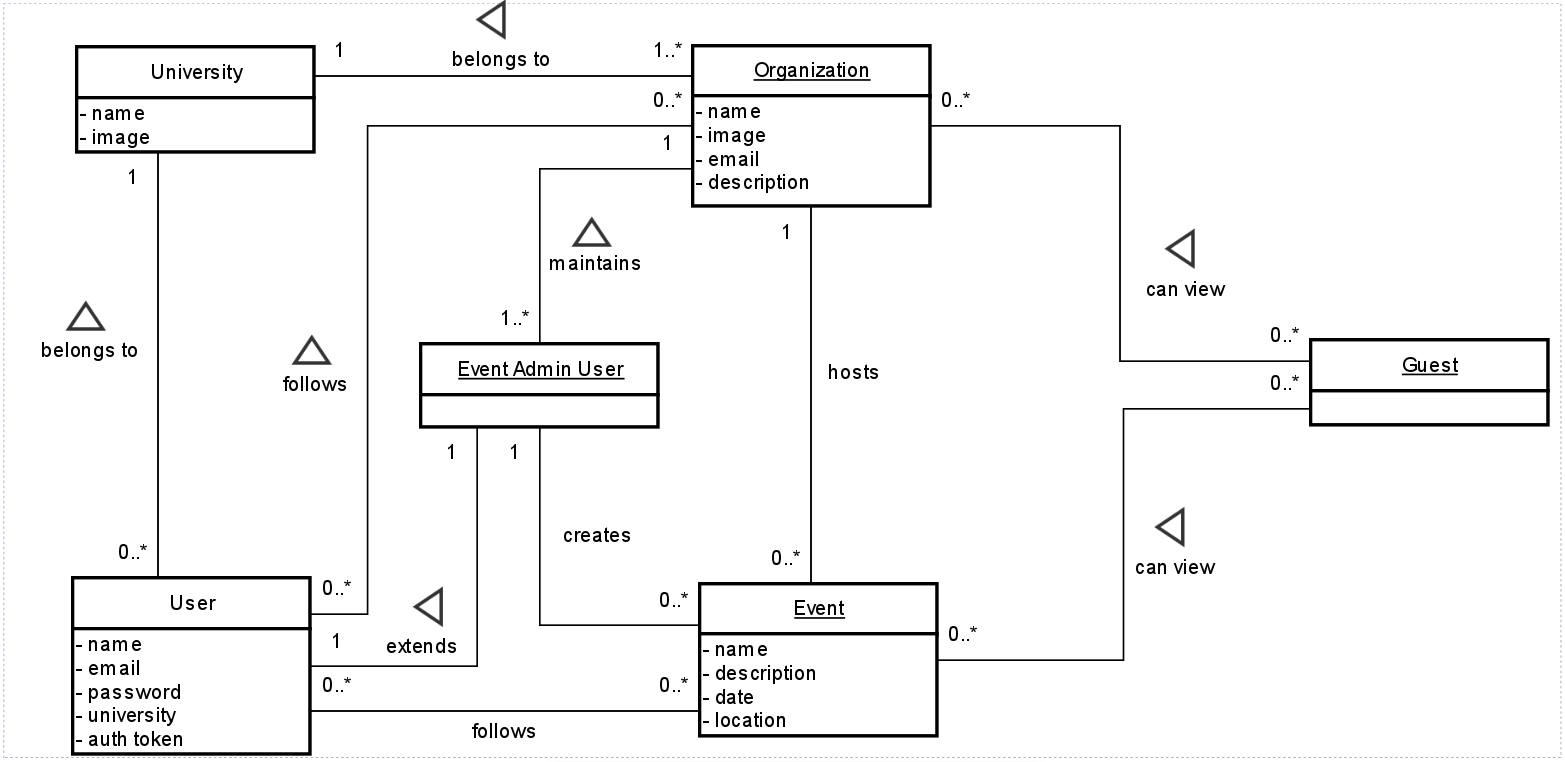 University
- name
- image
1
belongs to
1..*
Organization
- name
- image
- email
- description
0..*
1
0..*
1
maintains
1..*
1
can view
belongs to
follows
Event Admin User
hosts
0..*
0..*
Guest
1
1
creates
0..*
0..*
User
- name
- email
- password
- university
- auth token
0..*
1
extends
0..*
0..*
0..*
follows
Event
- name
- description
- date
- location
0..*
can view